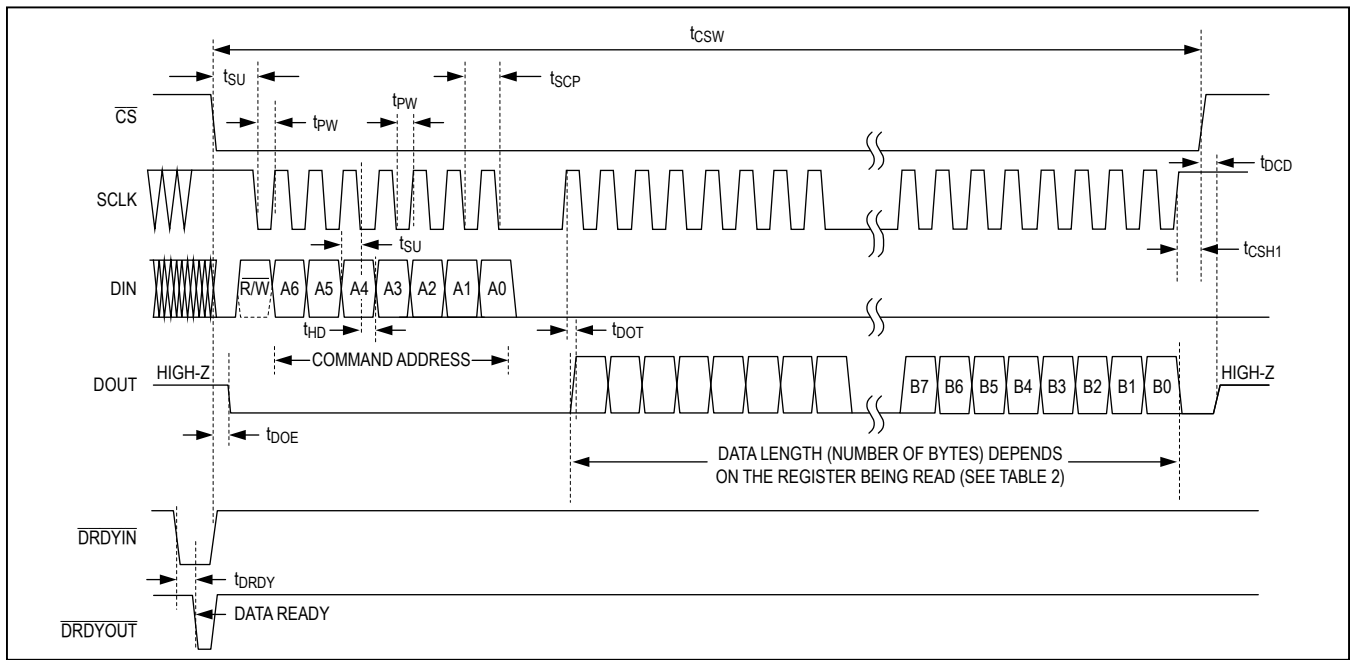 tCSW
tSU
tSCP
tPW
tPW
CS
tDCD
SCLK
tSU
tCSH1
DIN
R/W A6 A5 A4 A3 A2 A1 A0
tHD
tDOT
COMMAND ADDRESS
HIGH-Z
HIGH-Z
DOUT
B7 B6 B5 B4 B3 B2 B1 B0
tDOE
DATA LENGTH (NUMBER OF BYTES) DEPENDS
ON THE REGISTER BEING READ (SEE TABLE 2)
DRDYIN
tDRDY
DATA READY
DRDYOUT